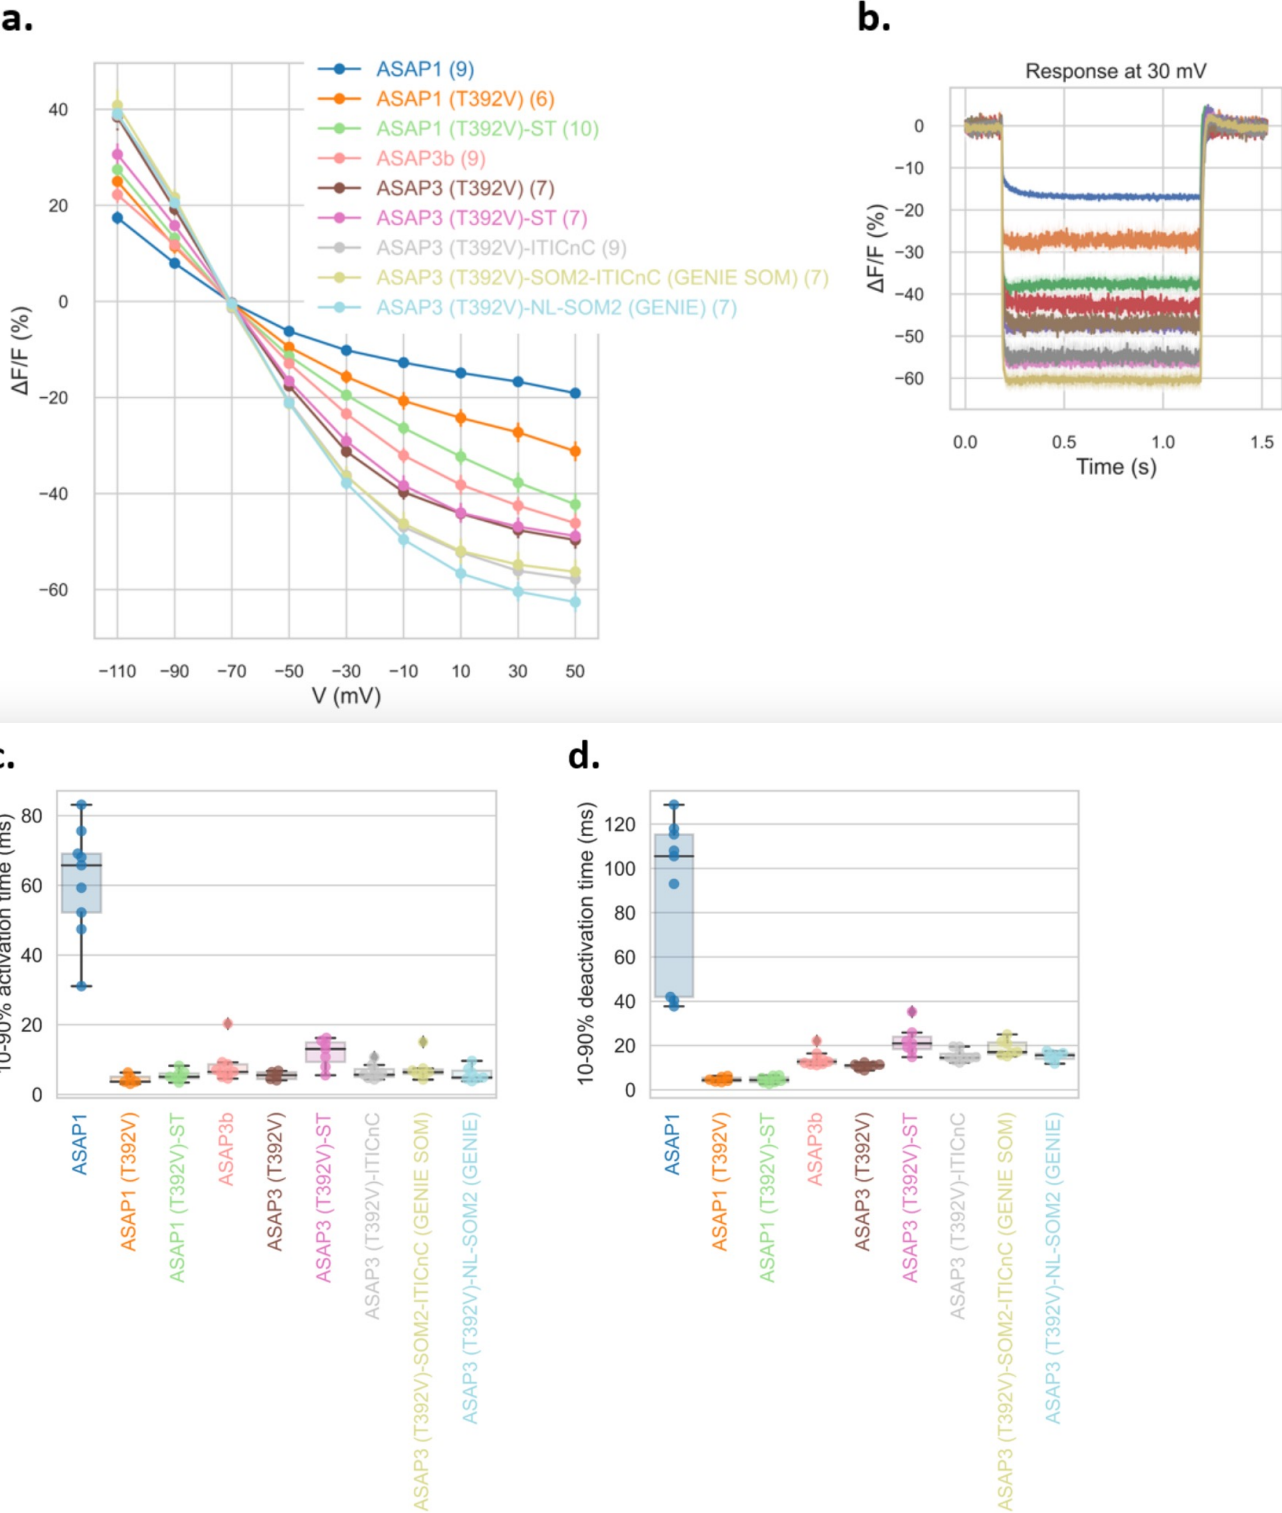 a.
ASAP1 (9)
ASAP1 (T392V) (6)
ASAP1 (T392V)-ST (10)
ASAP3b (9)
ASAP3 (T392V) (7)
ASAP3 (T392V)-ST (7)
ASAP3 (T392V)-ITICnC (9)
ASAP3 (T392V)-SOM2-ITICnC (GENIE SOM) (7)
ASAP3 (T392V)-NL-SOM2 (GENIE) (7)
ΔF/F (%)
40
20
0
−20
−40
−60
−110 −90 −70 −50 −30 −10 10 30 50
V (mV)
b.
Response at 30 mV
ΔF/F (%)
0
−10
−20
−30
−40
−50
−60
0.0 0.5 1.0 1.5
Time (s)
c.
10-90% activation time (ms)
80
60
40
20
0
ASAP1
ASAP1 (T392V)
ASAP1 (T392V)-ST
ASAP3b
ASAP3 (T392V)
ASAP3 (T392V)-ST
ASAP3 (T392V)-ITICnC
ASAP3 (T392V)-SOM2-ITICnC (GENIE SOM)
ASAP3 (T392V)-NL-SOM2 (GENIE)
d.
10-90% deactivation time (ms)
120
100
80
60
40
20
0
ASAP1
ASAP1 (T392V)
ASAP1 (T392V)-ST
ASAP3b
ASAP3 (T392V)
ASAP3 (T392V)-ST
ASAP3 (T392V)-ITICnC
ASAP3 (T392V)-SOM2-ITICnC (GENIE SOM)
ASAP3 (T392V)-NL-SOM2 (GENIE)